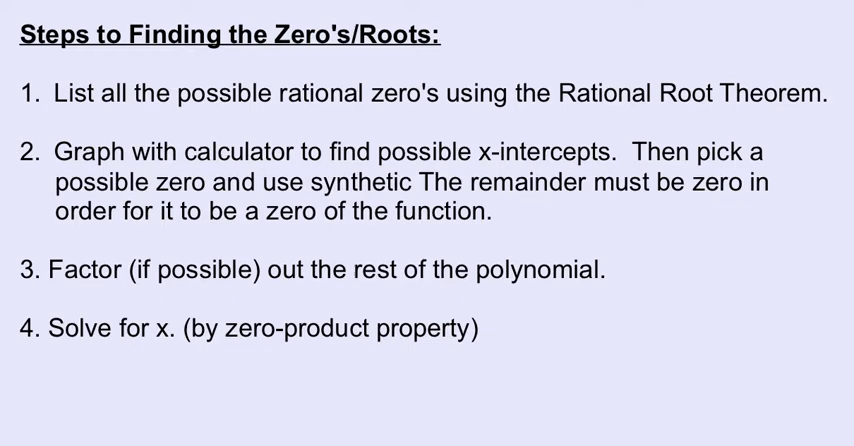 Steps to Finding the Zero's/Roots:
1. List all the possible rational zero's using the Rational Root Theorem.
2. Graph with calculator to find possible x-intercepts. Then pick a
possible zero and use synthetic The remainder must be zero in
order for it to be a zero of the function.
3. Factor (if possible) out the rest of the polynomial.
4. Solve for x. (by zero-product property)